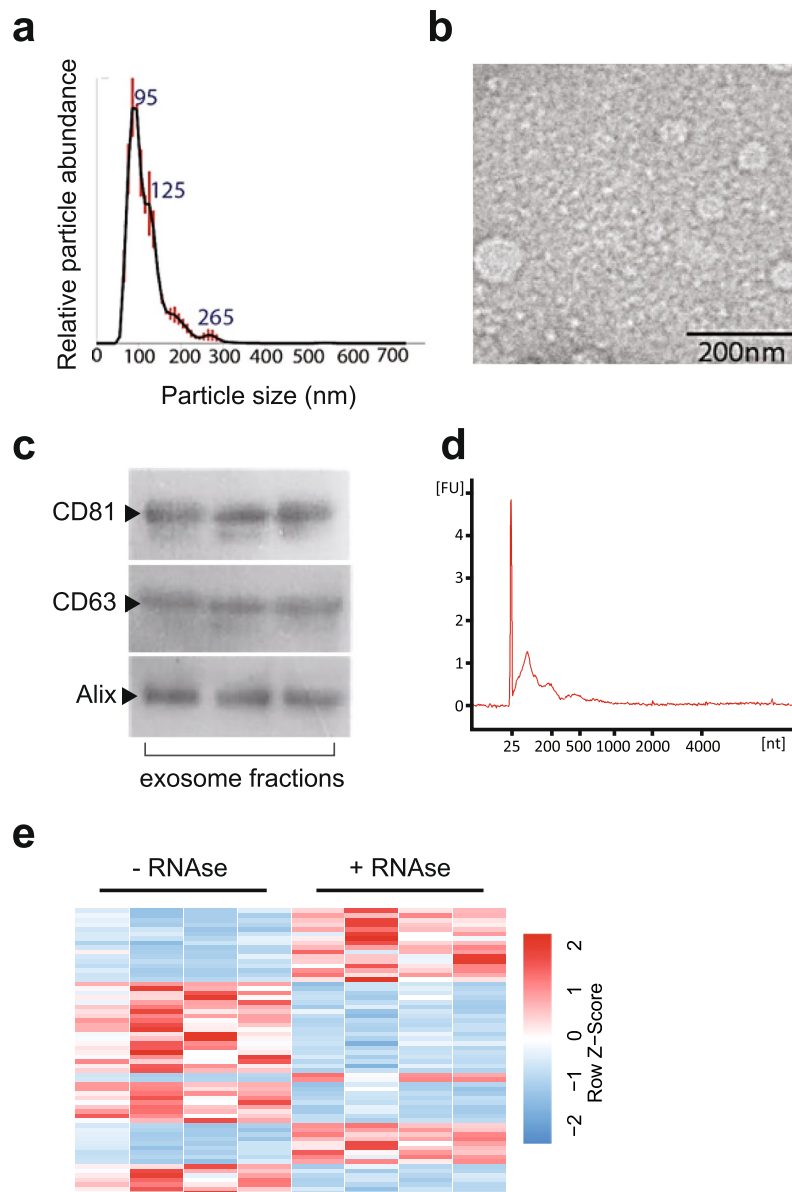 a
Relative particle abundance
95
125
265
0 100 200 300 400 500 600 700
Particle size (nm)
b
200nm
c
CD81
CD63
Alix
exosome fractions
d
[FU]
4
3
2
1
0
25 200 500 1000 2000 4000 [nt]
e
- RNAse
+ RNAse
2
1
0
−1
−2
Row Z−Score